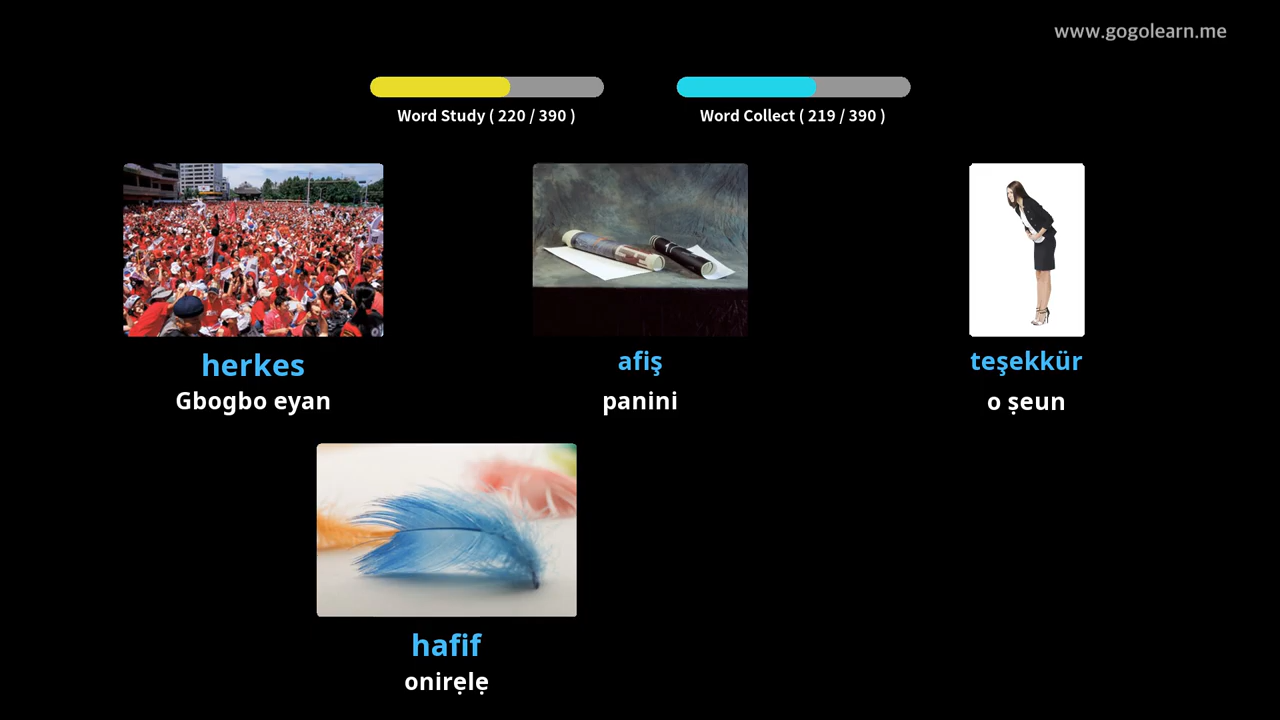 www.gogolearn.me
Word Study ( 220 / 390 )
Word Collect ( 219 / 390 )
herkes
Gbogbo eyan
afiş
panini
teşekkür
o ṣeun
hafif
onirẹlẹ